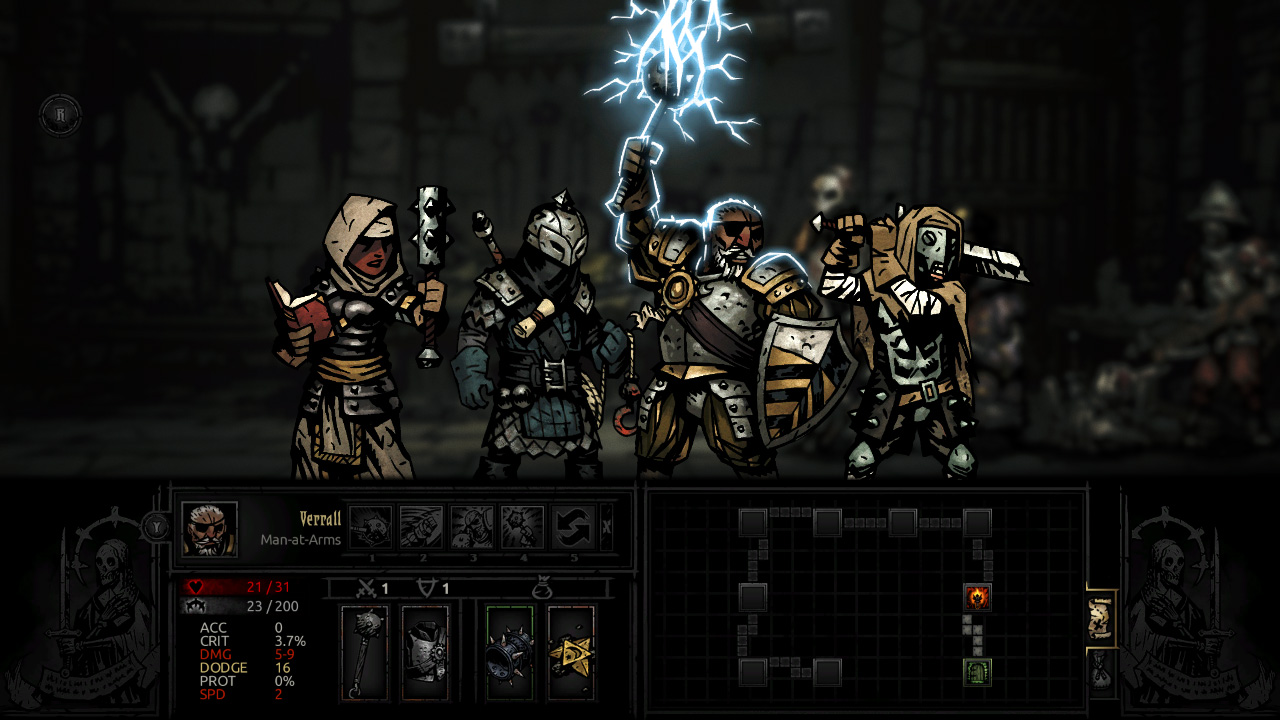 R
Y
Verrall
Man-at-Arms
X
1 2 3 4 5
21 / 31
1 1
23 / 200
ACC 0
CRIT 3.7%
DMG 5-9
DODGE 16
PROT 0%
SPD 2